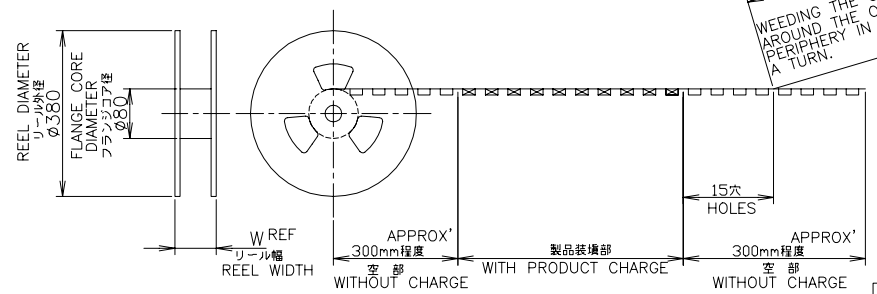 REEL DIAMETER
リール外径
Ø380
FLANGE CORE
DIAMETER
フランジコア径
Ø80
W REF
リール幅
REEL WIDTH
APPROX'
300mm程度
空 部
WITHOUT CHARGE
製品装填部
WITH PRODUCT CHARGE
15穴
HOLES
APPROX'
300mm程度
空 部
WITHOUT CHARGE
WEEDING THE
AROUND THE
PERIPHERY IN
A TURN.